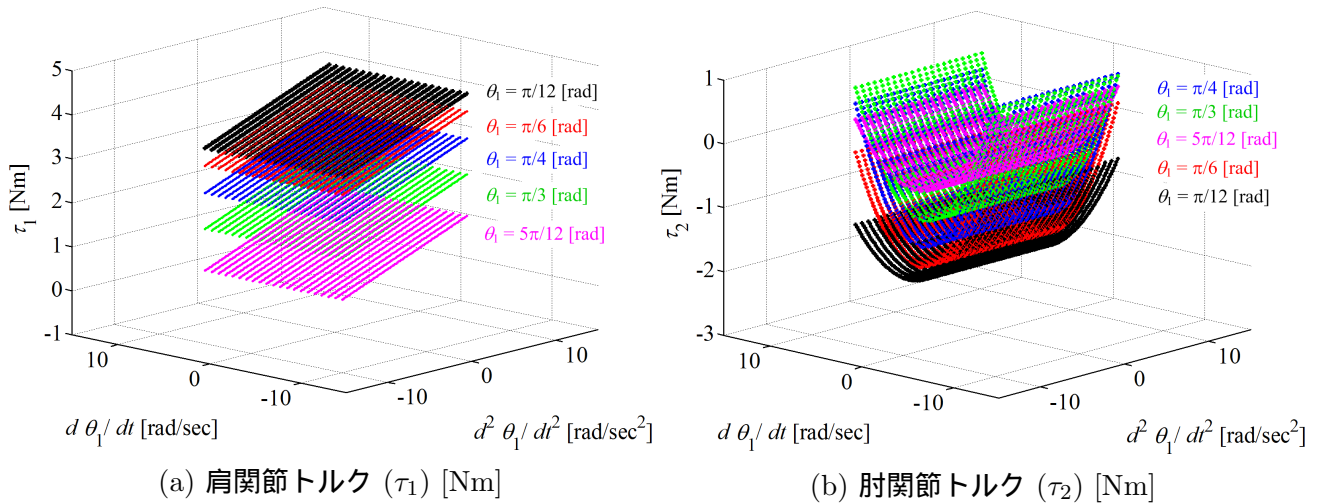 5
4
3
2
1
0
-1
τ₁ [Nm]
θ₁ = π/12 [rad]
θ₁ = π/6 [rad]
θ₁ = π/4 [rad]
θ₁ = π/3 [rad]
θ₁ = 5π/12 [rad]
10
0
-10
-10
0
10
d θ₁/ dt [rad/sec]
d² θ₁/ dt² [rad/sec²]
(a) 肩関節トルク (τ₁) [Nm]
1
0
-1
-2
-3
τ₂ [Nm]
θ₁ = π/4 [rad]
θ₁ = π/3 [rad]
θ₁ = 5π/12 [rad]
θ₁ = π/6 [rad]
θ₁ = π/12 [rad]
10
0
-10
-10
0
10
d θ₁/ dt [rad/sec]
d² θ₁/ dt² [rad/sec²]
(b) 肘関節トルク (τ₂) [Nm]